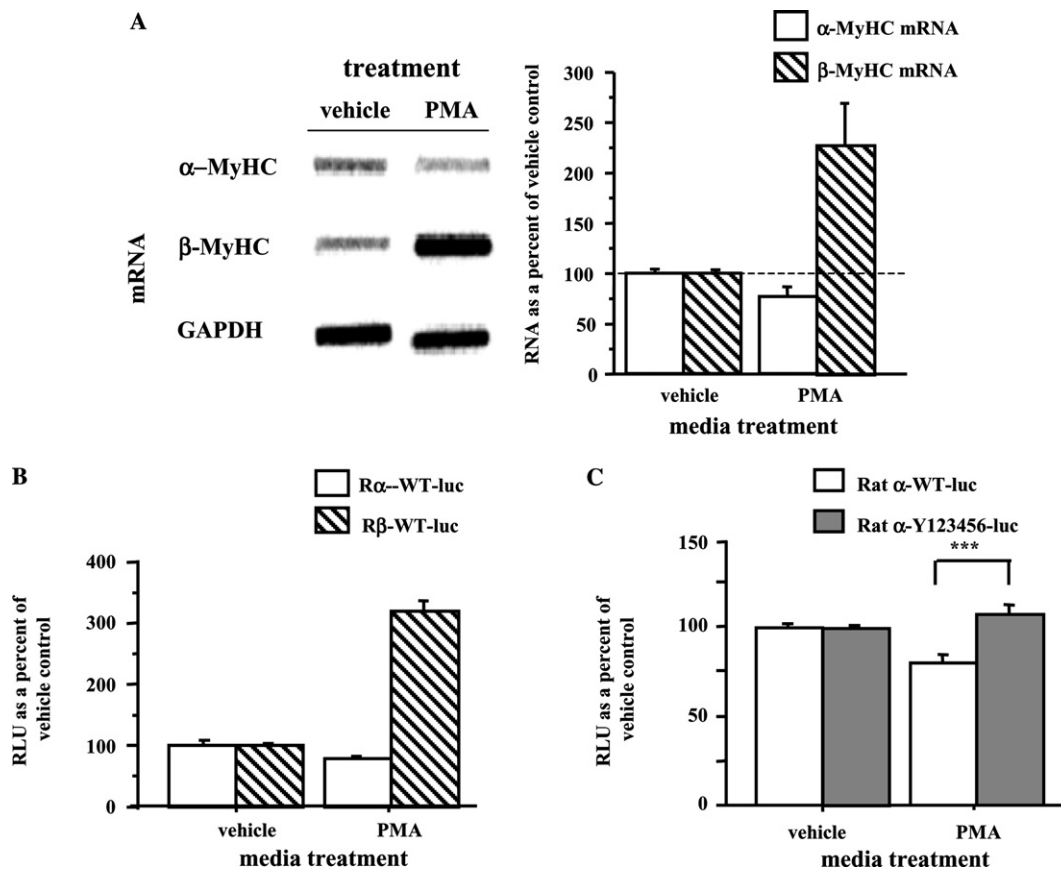 A
treatment
vehicle PMA
α–MyHC
β-MyHC
GAPDH
mRNA
α-MyHC mRNA
β-MyHC mRNA
RNA as a percent of vehicle control
300
250
200
150
100
50
0
vehicle PMA
media treatment
B
Rα--WT-luc
Rβ-WT-luc
RLU as a percent of
vehicle control
400
300
200
100
0
vehicle PMA
media treatment
C
Rat α-WT-luc
Rat α-Y123456-luc
***
RLU as a percent of
vehicle control
150
100
50
0
vehicle PMA
media treatment